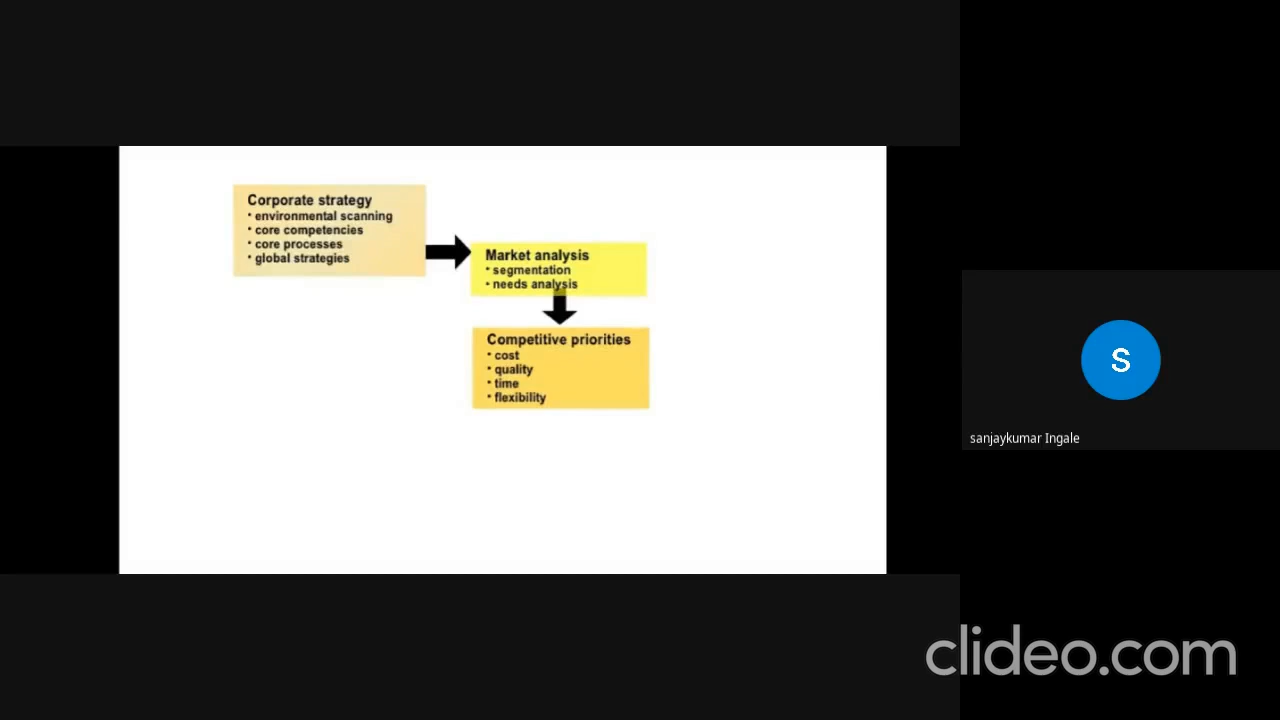 Corporate strategy
• environmental scanning
• core competencies
• core processes
• global strategies
Market analysis
• segmentation
• needs analysis
Competitive priorities
• cost
• quality
• time
• flexibility
S
sanjaykumar Ingale
clideo.com